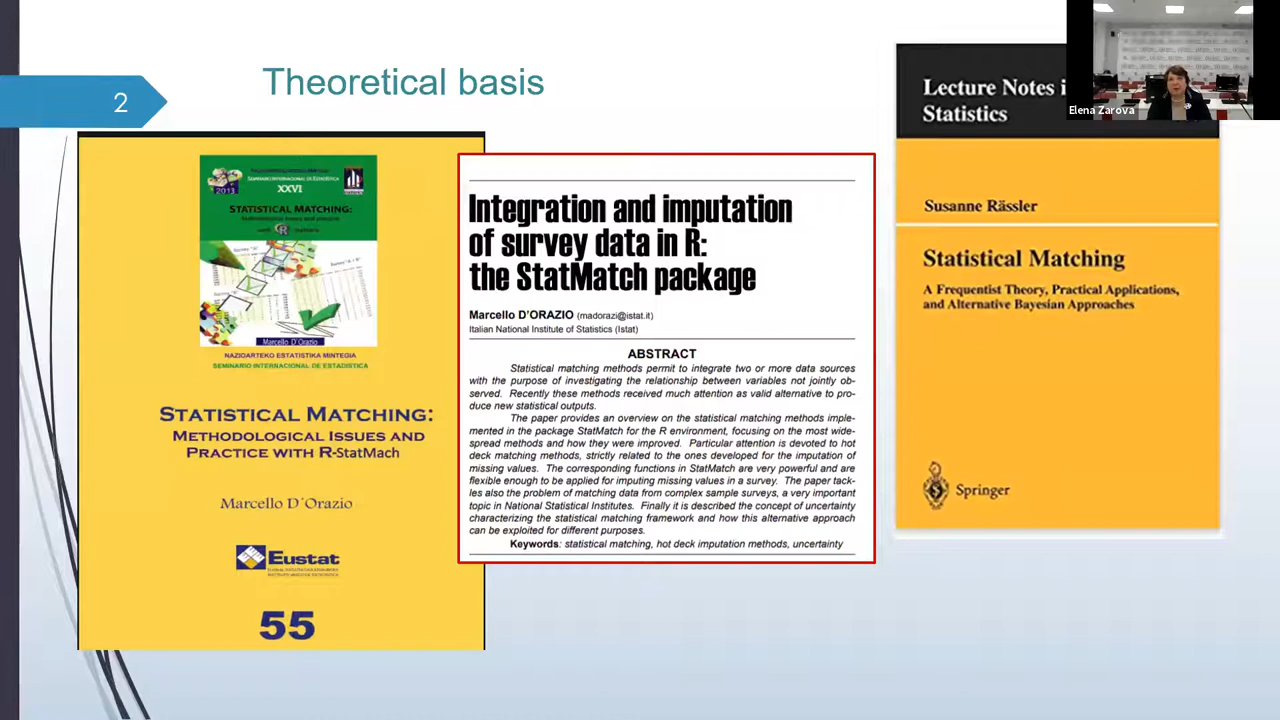 2
Theoretical basis
2013
SEMINARIO INTERNACIONAL DE ESTADÍSTICA
XXVI
STATISTICAL MATCHING:
Marcello D'Orazio
NAZIOARTEKO ESTATISTIKA MINTEGIA
SEMINARIO INTERNACIONAL DE ESTADÍSTICA
STATISTICAL MATCHING:
METHODOLOGICAL ISSUES AND
PRACTICE WITH R-StatMach
Marcello D´Orazio
Eustat
55
Integration and imputation
of survey data in R:
the StatMatch package
Marcello D'ORAZIO (madorazi@istat.it)
Italian National Institute of Statistics (Istat)
ABSTRACT
Statistical matching methods permit to integrate two or more data sources
with the purpose of investigating the relationship between variables not jointly ob-
served. Recently these methods received much attention as valid alternative to pro-
duce new statistical outputs.
The paper provides an overview on the statistical matching methods imple-
mented in the package StatMatch for the R environment, focusing on the most wide-
spread methods and how they were improved. Particular attention is devoted to hot
deck matching methods, strictly related to the ones developed for the imputation of
missing values. The corresponding functions in StatMatch are very powerful and are
flexible enough to be applied for imputing missing values in a survey. The paper tack-
les also the problem of matching data from complex sample surveys, a very important
topic in National Statistical Institutes. Finally it is described the concept of uncertainty
characterizing the statistical matching framework and how this alternative approach
can be exploited for different purposes.
Keywords: statistical matching, hot deck imputation methods, uncertainty
Lecture Notes i
Statistics
Elena Zarova
Susanne Rässler
Statistical Matching
A Frequentist Theory, Practical Applications,
and Alternative Bayesian Approaches
Springer